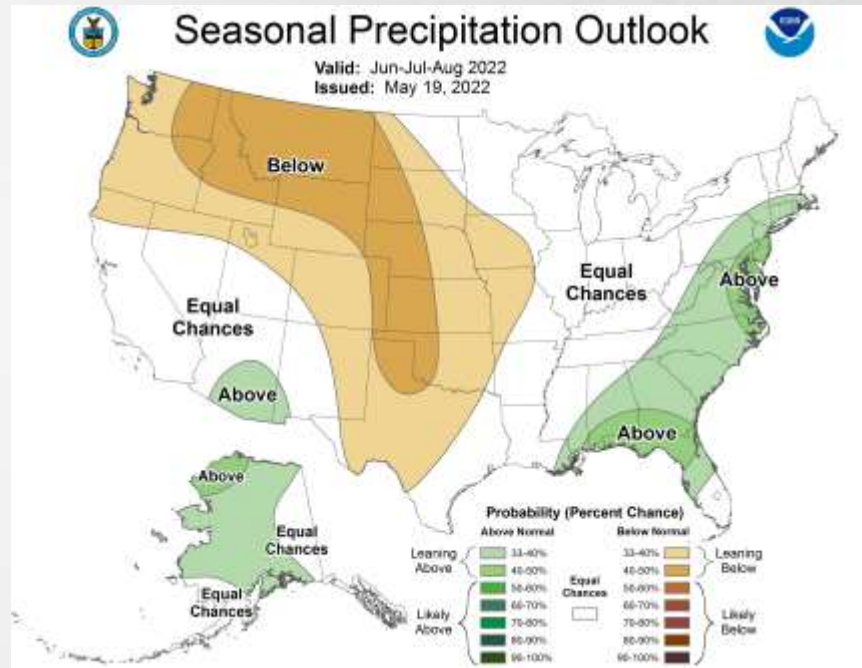 Seasonal Precipitation Outlook
Valid: Jun-Jul-Aug 2022
Issued: May 19, 2022
Below
Equal
Chances
Above
Equal
Chances
Above
Above
Above
Equal
Chances
Equal
Chances
Probability (Percent Chance)
Above Normal
Below Normal
Leaning
Above
33-40%
40-50%
Likely
Above
50-60%
60-70%
70-80%
80-90%
90-100%
Equal
Chances
33-40%
40-50%
Leaning
Below
50-60%
60-70%
70-80%
80-90%
90-100%
Likely
Below